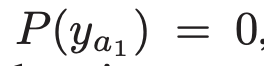 P(y_{a_1}) = 0,